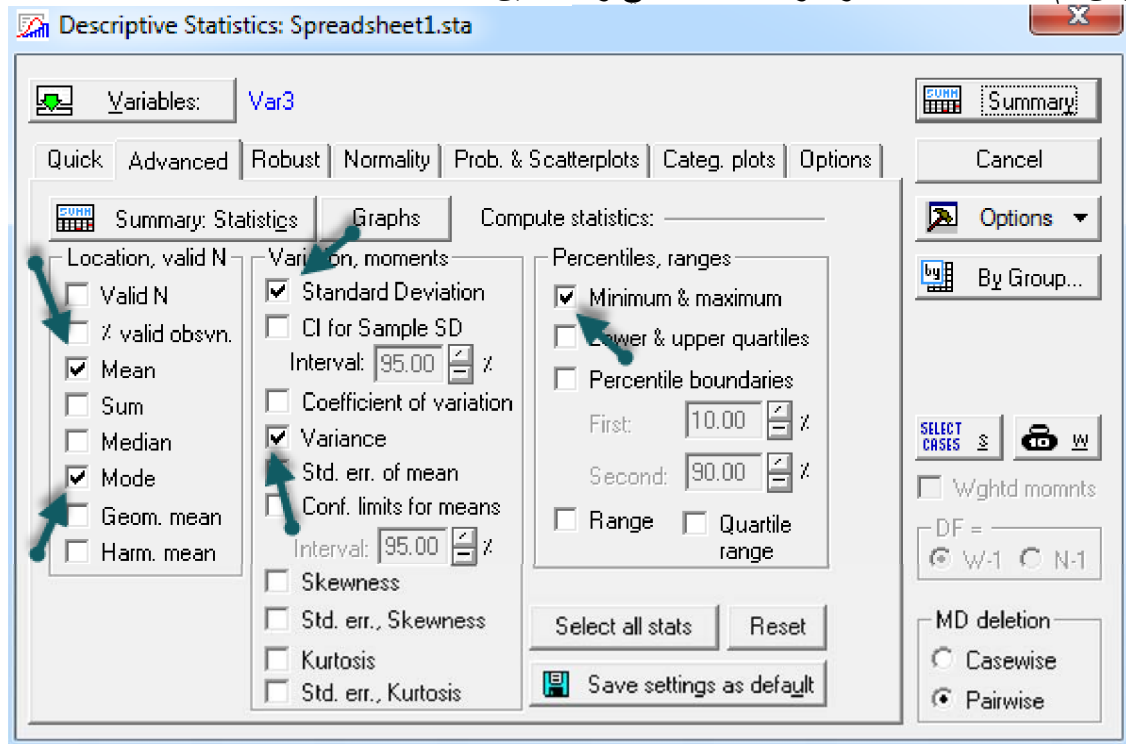 Descriptive Statistics: Spreadsheet1.sta
Variables: Var3
Summary
Quick Advanced Robust Normality Prob. & Scatterplots Categ. plots Options
Cancel
Summary: Statistics Graphs Compute statistics:
Options
Location, valid N
Valid N
% valid obsvn.
Mean
Sum
Median
Mode
Geom. mean
Harm. mean
Variation, moments
Standard Deviation
CI for Sample SD
Interval: 95.00 %
Coefficient of variation
Variance
Std. err. of mean
Conf. limits for means
Interval: 95.00 %
Skewness
Std. err., Skewness
Kurtosis
Std. err., Kurtosis
Percentiles, ranges
Minimum & maximum
Lower & upper quartiles
Percentile boundaries
First: 10.00 %
Second: 90.00 %
Range Quartile
range
Select all stats Reset
Save settings as default
SUMM
SUMM
by
By Group...
SELECT
CASES S W
Wghtd momnts
DF =
W-1 N-1
MD deletion
Casewise
Pairwise